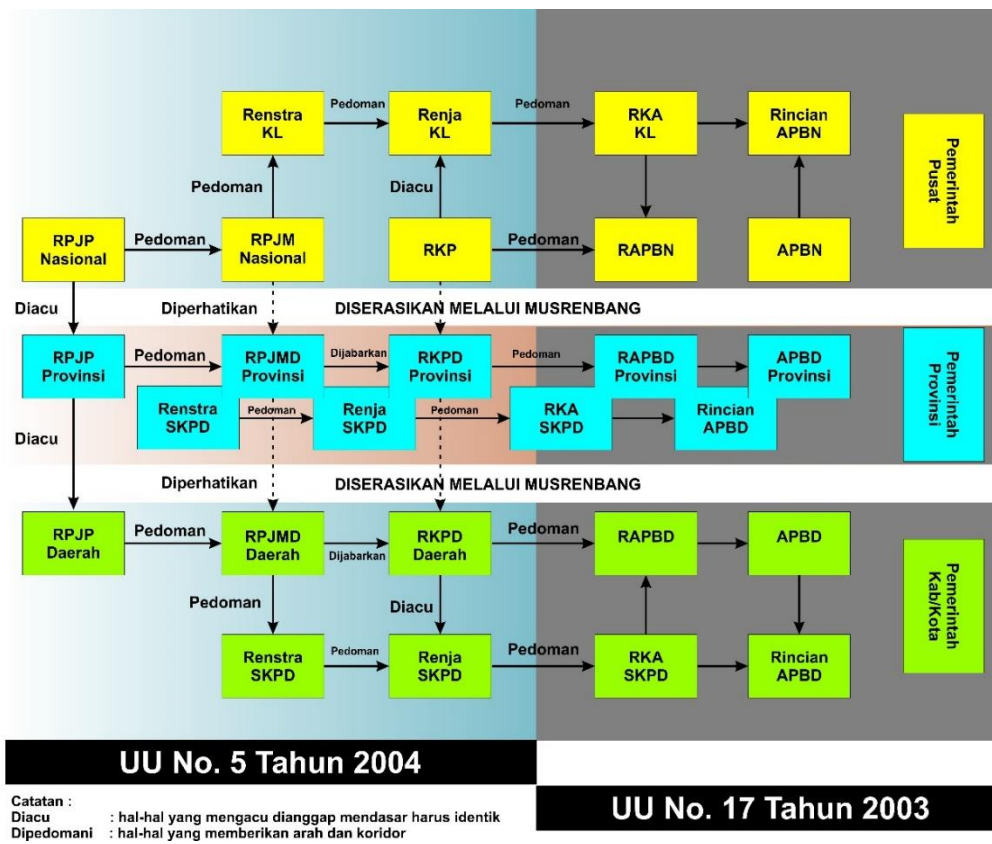 Renstra
KL
Pedoman
Renja
KL
Pedoman
RKA
KL
Rincian
APBN
Pemerintah
Pusat
Pedoman
Diacu
RPJP
Nasional
Pedoman
RPJM
Nasional
RKP
Pedoman
RAPBN
APBN
Diacu
Diperhatikan
DISERASIKAN MELALUI MUSRENBANG
RPJP
Provinsi
Pedoman
RPJMD
Provinsi
Dijabarkan
RKPD
Provinsi
Pedoman
RAPBD
Provinsi
APBD
Provinsi
Pemerintah
Provinsi
Renstra
SKPD
Pedoman
Renja
SKPD
Pedoman
RKA
SKPD
Rincian
APBD
Diacu
Diperhatikan
DISERASIKAN MELALUI MUSRENBANG
RPJP
Daerah
Pedoman
RPJMD
Daerah
Dijabarkan
RKPD
Daerah
Pedoman
RAPBD
APBD
Pemerintah
Kab/Kota
Pedoman
Diacu
Renstra
SKPD
Pedoman
Renja
SKPD
Pedoman
RKA
SKPD
Rincian
APBD
UU No. 5 Tahun 2004
UU No. 17 Tahun 2003
Catatan :
Diacu : hal-hal yang mengacu dianggap mendasar harus identik
Dipedomani : hal-hal yang memberikan arah dan koridor